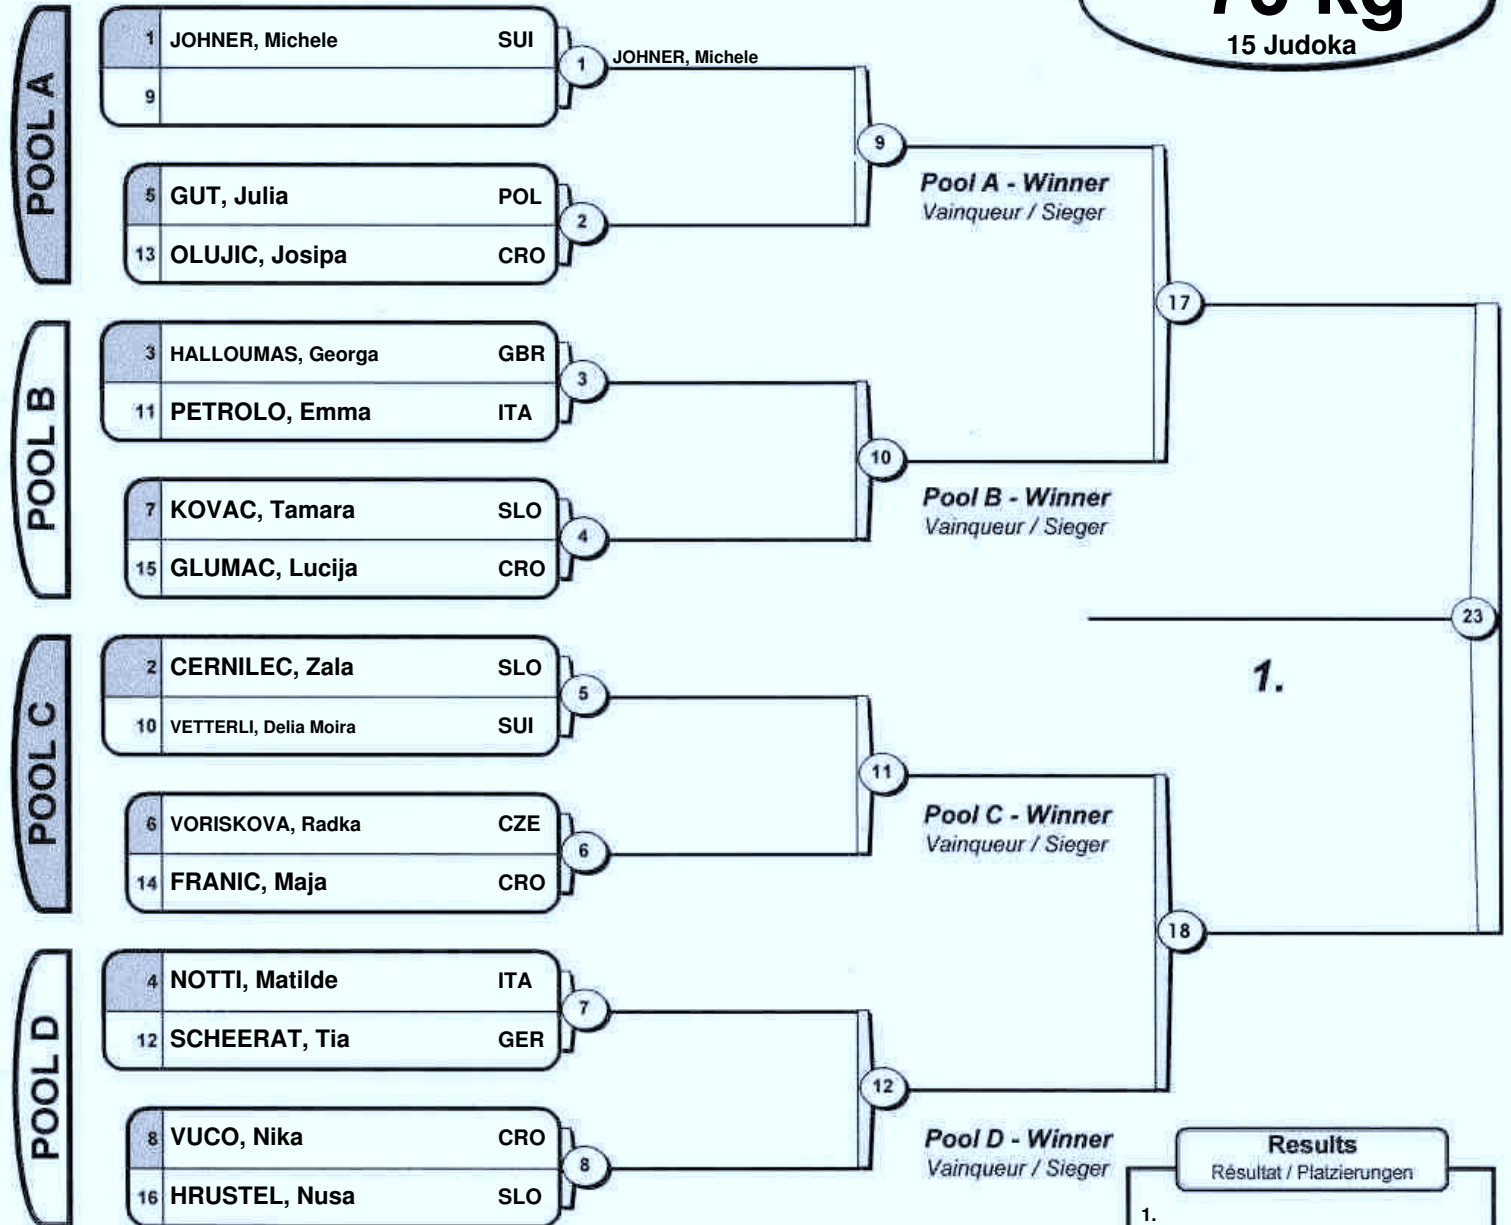 70 kg
15 Judoka
POOL A
1 JOHNER, Michele SUI
9
1 JOHNER, Michele
5 GUT, Julia POL
13 OLUJIC, Josipa CRO
2
9
Pool A - Winner
Vainqueur / Sieger
POOL B
3 HALLOUMAS, Georga GBR
11 PETROLO, Emma ITA
3
7 KOVAC, Tamara SLO
15 GLUMAC, Lucija CRO
4
10
Pool B - Winner
Vainqueur / Sieger
17
POOL C
2 CERNILEC, Zala SLO
10 VETTERLI, Delia Moira SUI
5
6 VORISKOVA, Radka CZE
14 FRANIC, Maja CRO
6
11
Pool C - Winner
Vainqueur / Sieger
POOL D
4 NOTTI, Matilde ITA
12 SCHEERAT, Tia GER
7
8 VUCO, Nika CRO
16 HRUSTEL, Nusa SLO
8
12
Pool D - Winner
Vainqueur / Sieger
18
23
1.
Results
Résultat / Platzierungen
1.